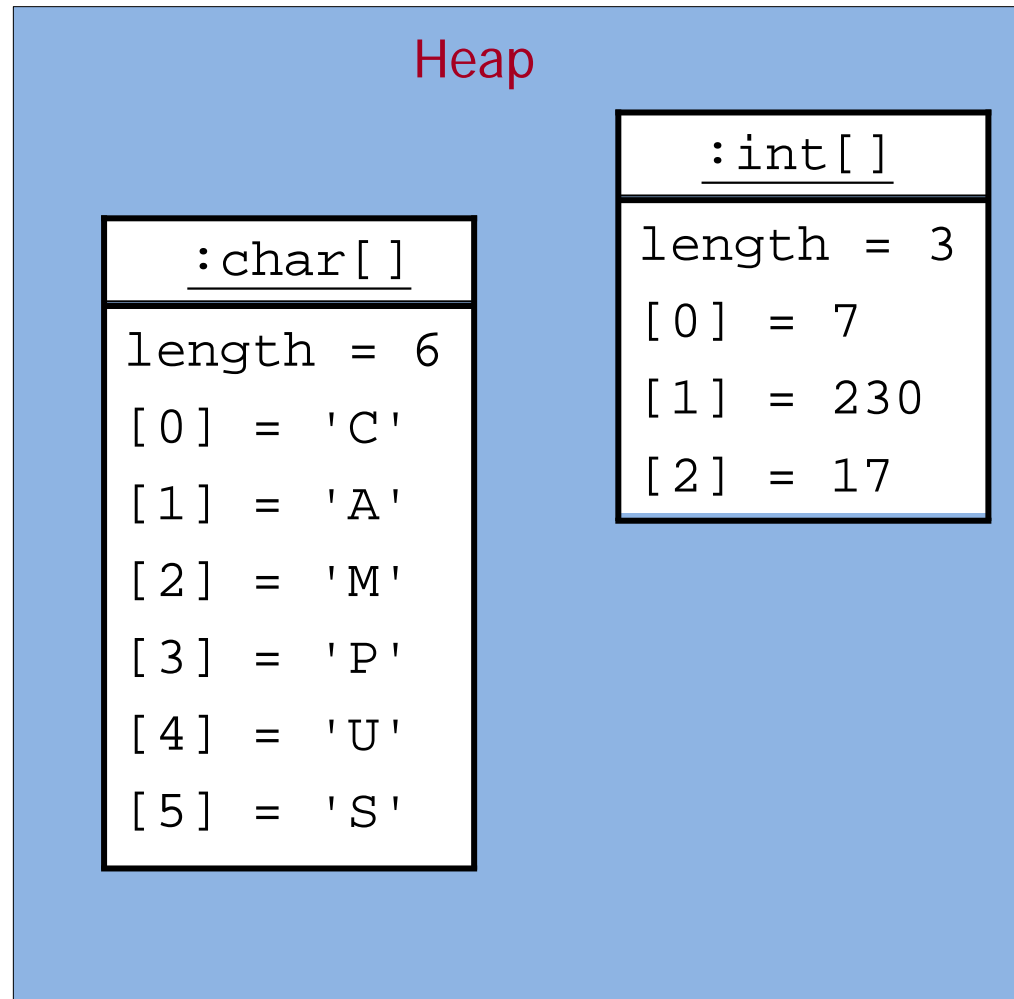 Heap
:char[]
length = 6
[0] = 'C'
[1] = 'A'
[2] = 'M'
[3] = 'P'
[4] = 'U'
[5] = 'S'
:int[]
length = 3
[0] = 7
[1] = 230
[2] = 17